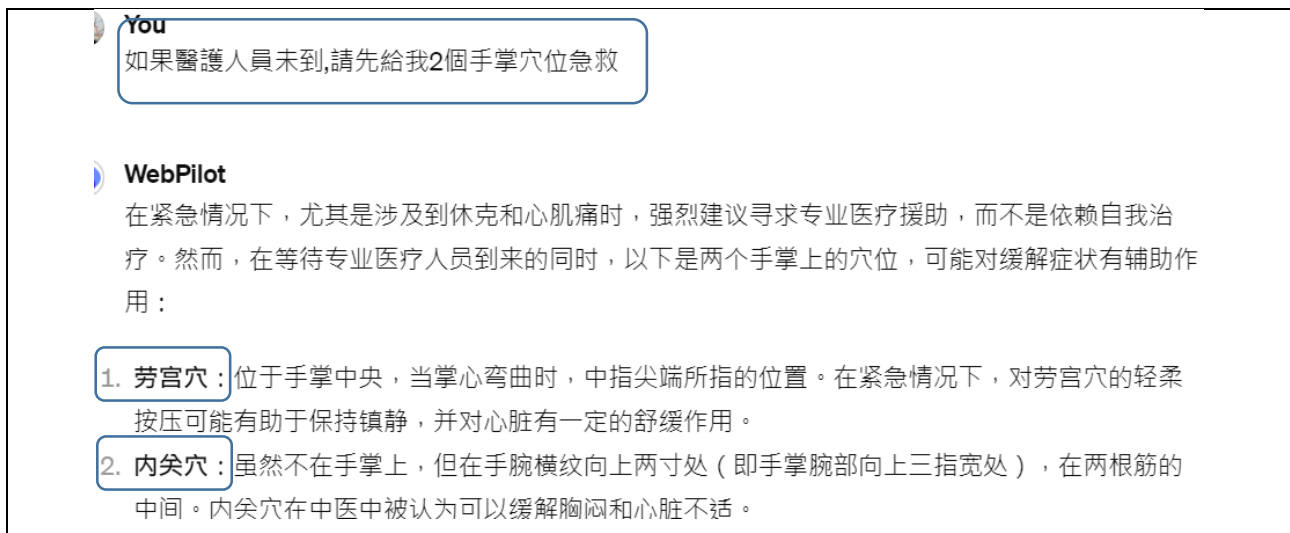 You
如果醫護人員未到,請先給我2個手掌穴位急救
WebPilot
在紧急情况下，尤其是涉及到休克和心肌痛时，强烈建议寻求专业医疗援助，而不是依赖自我治
疗。然而，在等待专业医疗人员到来的同时，以下是两个手掌上的穴位，可能对缓解症状有辅助作
用：
1. 劳宫穴：位于手掌中央，当掌心弯曲时，中指尖端所指的位置。在紧急情况下，对劳宫穴的轻柔
按压可能有助于保持镇静，并对心脏有一定的舒缓作用。
2. 内关穴：虽然不在手掌上，但在手腕横纹向上两寸处（即手掌腕部向上三指宽处），在两根筋的
中间。内关穴在中医中被认为可以缓解胸闷和心脏不适。